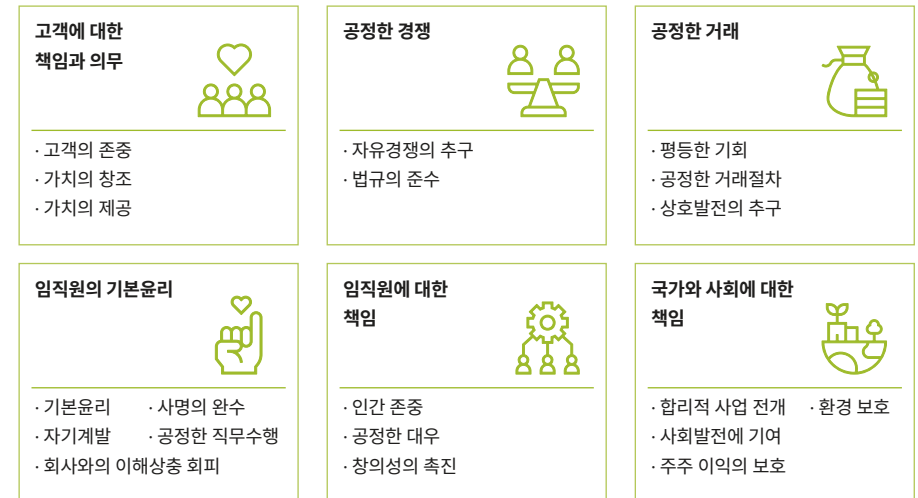 고객에 대한
책임과 의무
· 고객의 존중
· 가치의 창조
· 가치의 제공
공정한 경쟁
· 자유경쟁의 추구
· 법규의 준수
공정한 거래
· 평등한 기회
· 공정한 거래절차
· 상호발전의 추구
임직원의 기본윤리
· 기본윤리 · 사명의 완수
· 자기계발 · 공정한 직무수행
· 회사와의 이해상충 회피
임직원에 대한
책임
· 인간 존중
· 공정한 대우
· 창의성의 촉진
국가와 사회에 대한
책임
· 합리적 사업 전개 · 환경 보호
· 사회발전에 기여
· 주주 이익의 보호